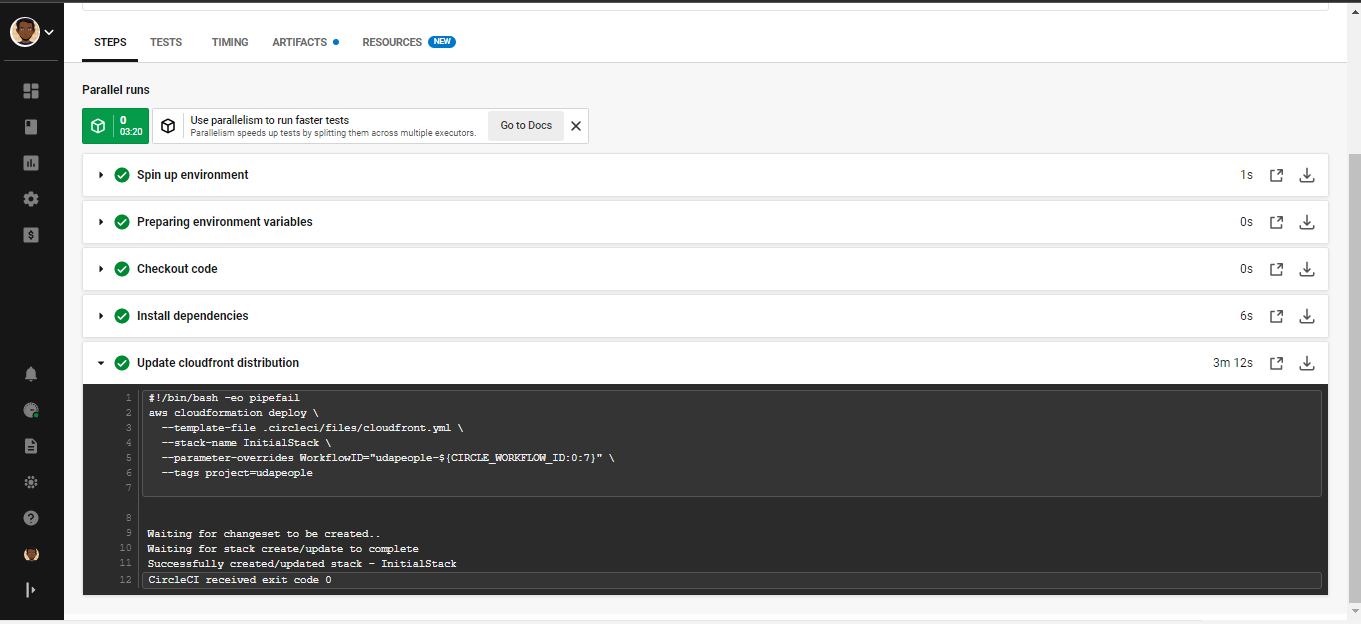 STEPS TESTS TIMING ARTIFACTS RESOURCES NEW
Parallel runs
0
03:20
Use parallelism to run faster tests
Parallelism speeds up tests by splitting them across multiple executors.
Go to Docs
Spin up environment 1s
Preparing environment variables 0s
Checkout code 0s
Install dependencies 6s
Update cloudfront distribution 3m 12s
1 #!/bin/bash -eo pipefail
2 aws cloudformation deploy \
3 --template-file .circleci/files/cloudfront.yml \
4 --stack-name InitialStack \
5 --parameter-overrides WorkflowID="udapeople-${CIRCLE_WORKFLOW_ID:0:7}" \
6 --tags project=udapeople
7
8
9 Waiting for changeset to be created..
10 Waiting for stack create/update to complete
11 Successfully created/updated stack - InitialStack
12 CircleCI received exit code 0